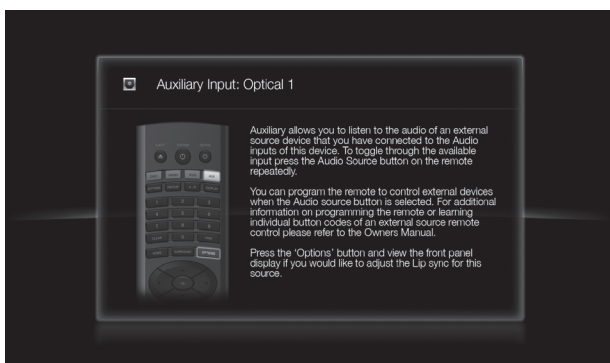 Auxiliary Input: Optical 1
Auxiliary allows you to listen to the audio of an external
source device that you have connected to the Audio
inputs of this device. To toggle through the available
input press the Audio Source button on the remote
repeatedly.
You can program the remote to control external devices
when the Audio source button is selected. For additional
information on programming the remote or learning
individual button codes of an external source remote
control please refer to the Owners Manual.
Press the 'Options' button and view the front panel
display if you would like to adjust the Lip sync for this
source.
OPTIONS